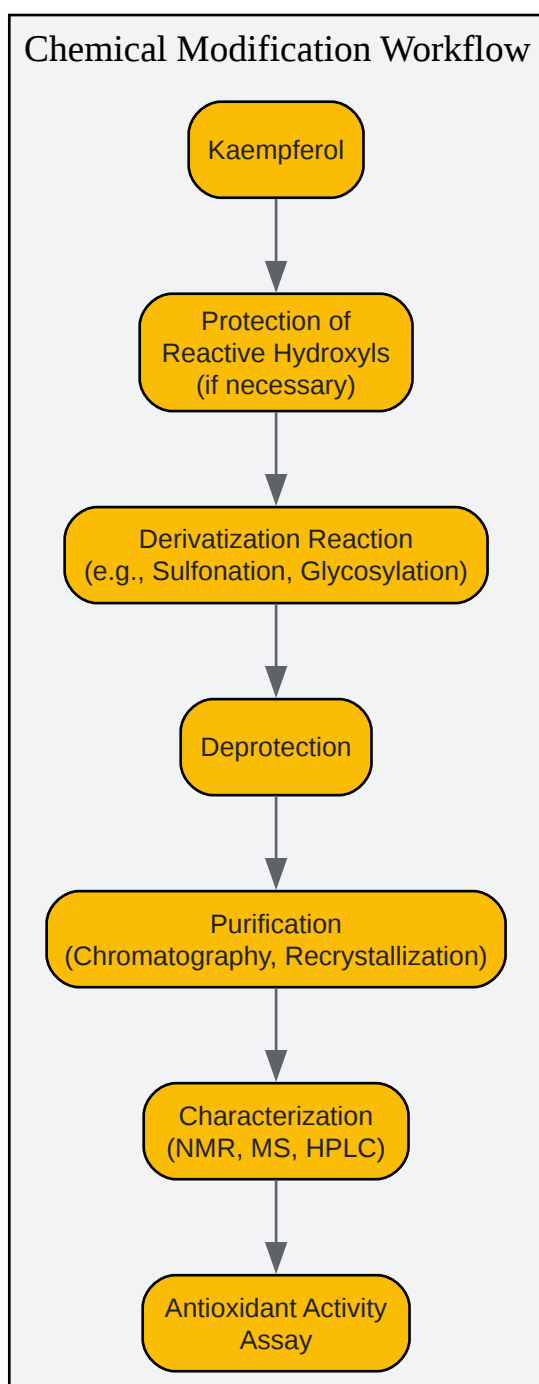 Chemical Modification Workflow
Kaempferol
Protection of
Reactive Hydroxyls
(if necessary)
Derivatization Reaction
(e.g., Sulfonation, Glycosylation)
Deprotection
Purification
(Chromatography, Recrystallization)
Characterization
(NMR, MS, HPLC)
Antioxidant Activity
Assay